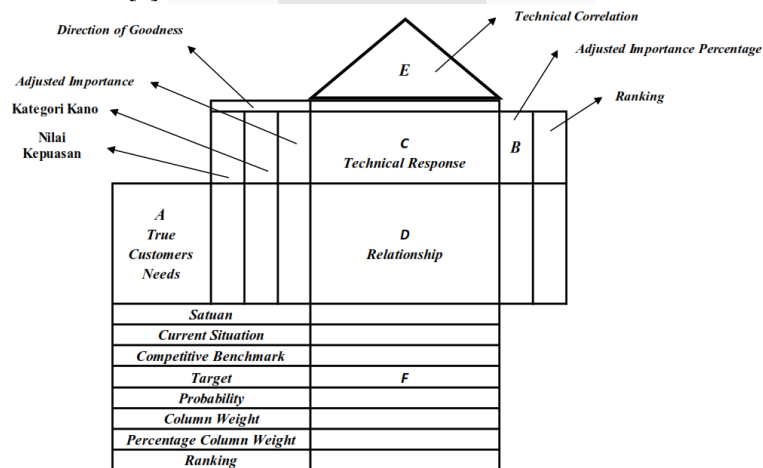 Technical Correlation
Direction of Goodness
Adjusted Importance Percentage
E
Adjusted Importance
Ranking
Kategori Kano
Nilai
Kepuasan
C
Technical Response
B
A
True
Customers
Needs
D
Relationship
Satuan
Current Situation
Competitive Benchmark
Target
F
Probability
Column Weight
Percentage Column Weight
Ranking